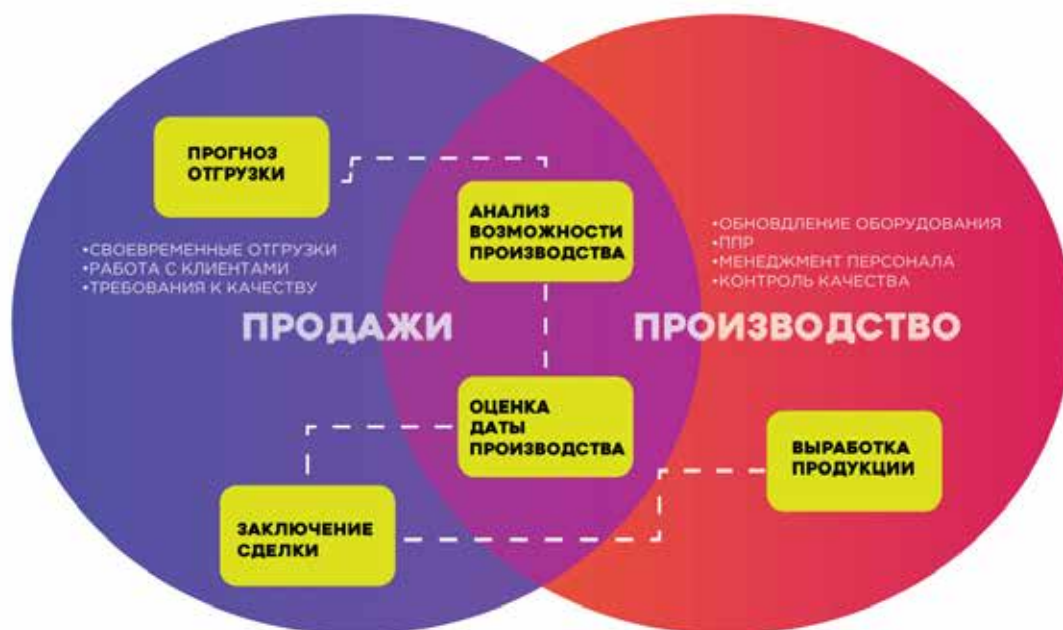 ПРОГНОЗ
ОТГРУЗКИ
•СВОЕВРЕМЕННЫЕ ОТГРУЗКИ
•РАБОТА С КЛИЕНТАМИ
•ТРЕБОВАНИЯ К КАЧЕСТВУ
ПРОДАЖИ
АНАЛИЗ
ВОЗМОЖНОСТИ
ПРОИЗВОДСТВА
•ОБНОВДЛЕНИЕ ОБОРУДОВАНИЯ
•ППР
•МЕНЕДЖМЕНТ ПЕРСОНАЛА
•КОНТРОЛЬ КАЧЕСТВА
ПРОИЗВОДСТВО
ОЦЕНКА
ДАТЫ
ПРОИЗВОДСТВА
ЗАКЛЮЧЕНИЕ
СДЕЛКИ
ВЫРАБОТКА
ПРОДУКЦИИ